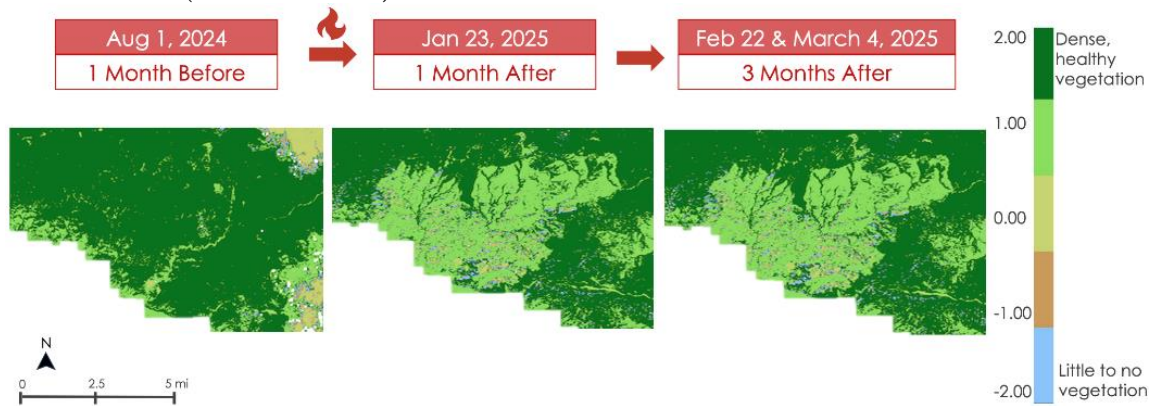 Aug 1, 2024
1 Month Before
Jan 23, 2025
1 Month After
Feb 22 & March 4, 2025
3 Months After
2.00
Dense,
healthy
vegetation
1.00
0.00
-1.00
-2.00
Little to no
vegetation
N
0 2.5 5 mi